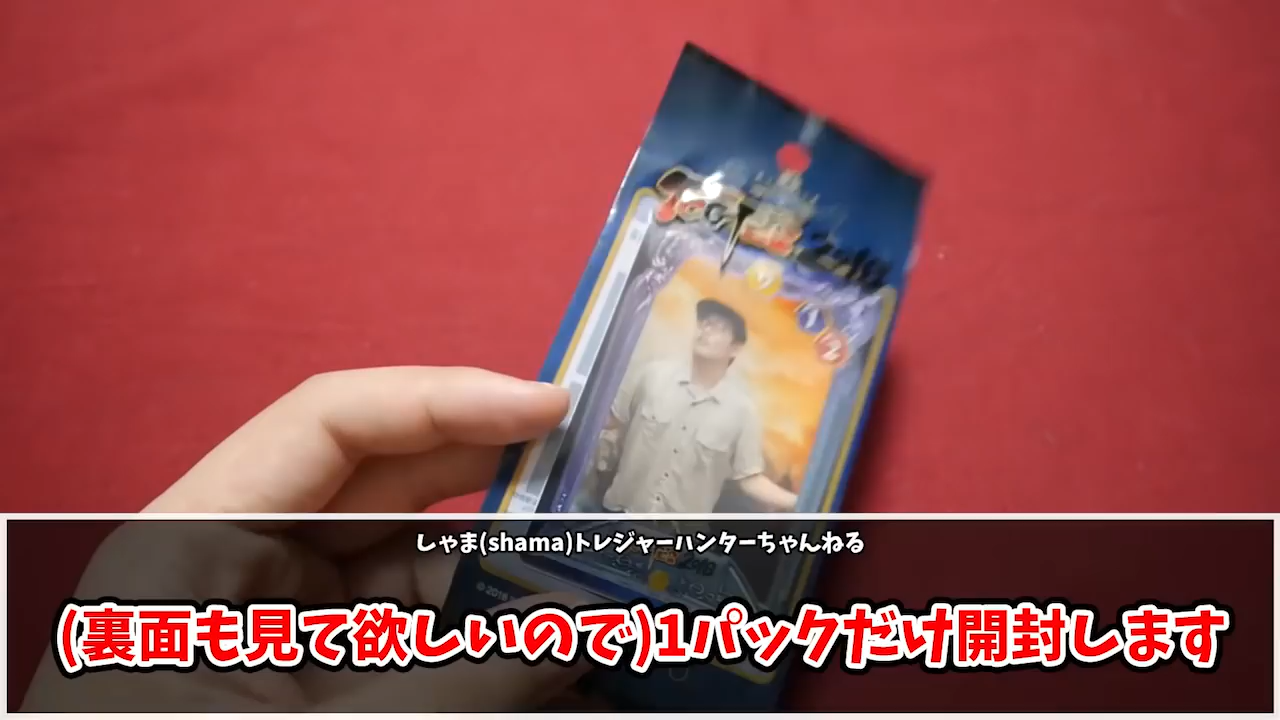 しゃま(shama)トレジャーハンターちゃんねる
(裏面も見て欲しいので)1パックだけ開封します